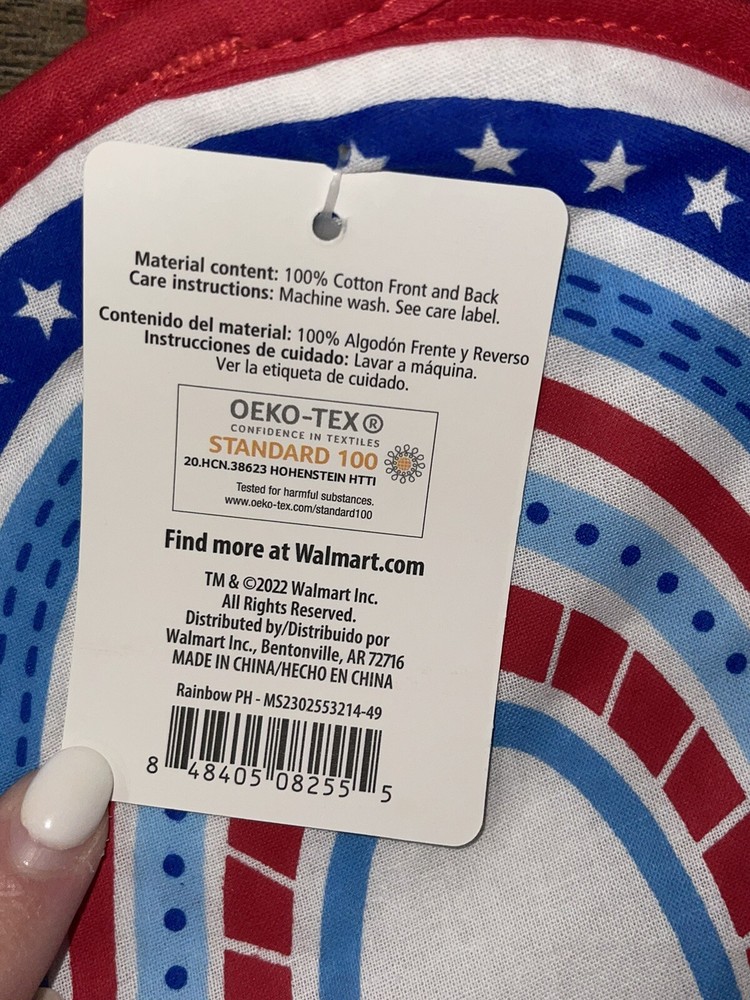 Material content: 100% Cotton Front and Back
Care instructions: Machine wash. See care label.
Contenido del material: 100% Algodón Frente y Reverso
Instrucciones de cuidado: Lavar a máquina.
Ver la etiqueta de cuidado.
OEKO-TEX®
CONFIDENCE IN TEXTILES
STANDARD 100
20.HCN.38623 HOHENSTEIN HTTI
Tested for harmful substances.
www.oeko-tex.com/standard100
Find more at Walmart.com
TM & ©2022 Walmart Inc.
All Rights Reserved.
Distributed by/Distribuido por
Walmart Inc., Bentonville, AR 72716
MADE IN CHINA/HECHO EN CHINA
Rainbow PH - MS2302553214-49
8 48405 08255 5